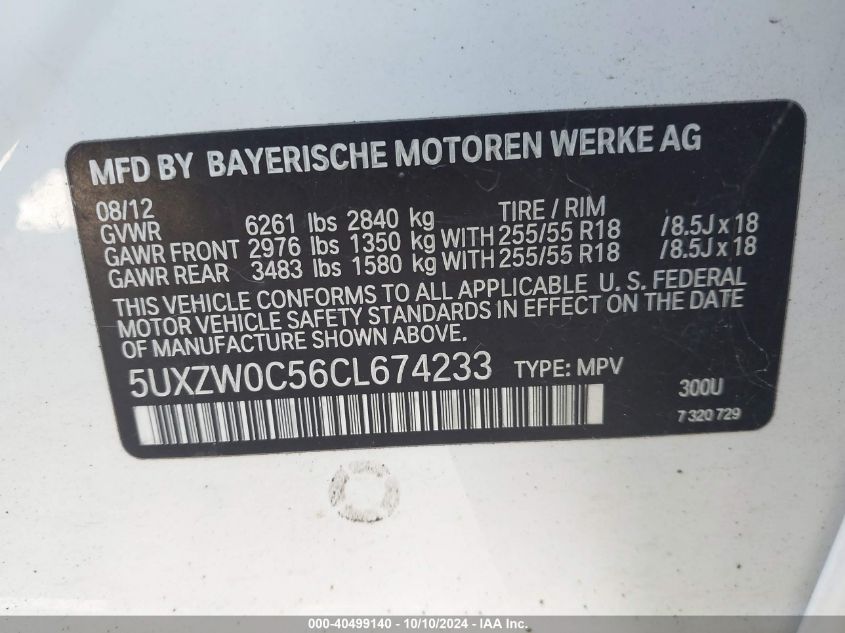 MFD BY BAYERISCHE MOTOREN WERKE AG
08/12 TIRE / RIM
GVWR 6261 lbs 2840 kg
GAWR FRONT 2976 lbs 1350 kg WITH 255/55 R18 /8.5J x 18
GAWR REAR 3483 lbs 1580 kg WITH 255/55 R18 /8.5J x 18
THIS VEHICLE CONFORMS TO ALL APPLICABLE U. S. FEDERAL
MOTOR VEHICLE SAFETY STANDARDS IN EFFECT ON THE DATE
OF MANUFACTURE SHOWN ABOVE.
5UXZW0C56CL674233 TYPE: MPV
300U
7 320 729
000-40499140 - 10/10/2024 - IAAI Inc.